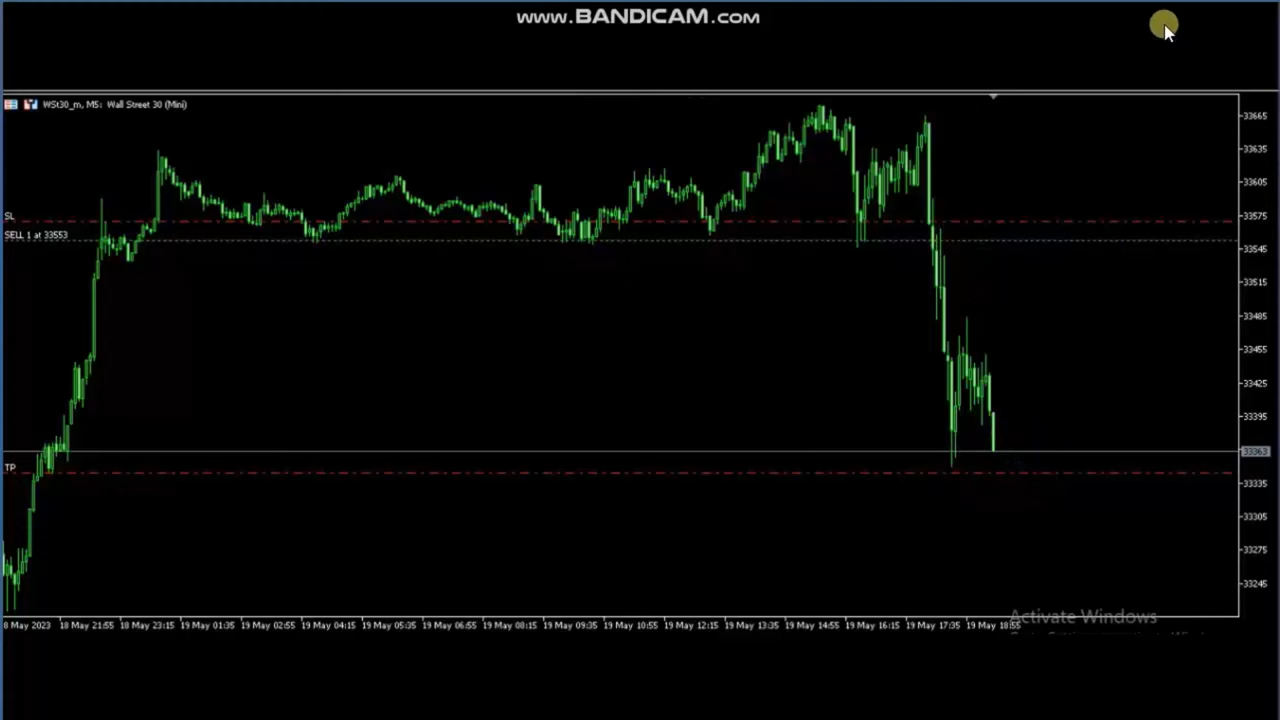 www.BANDICAM.com
WSt30_m, M5: Wall Street 30 (Mini)
33665
33635
33605
SL
33575
SELL 1 at 33553
33545
33515
33485
33455
33425
33395
33363
TP
33335
33305
33275
33245
Activate Windows
8 May 2023 18 May 21:55 18 May 23:15 19 May 01:35 19 May 02:55 19 May 04:15 19 May 05:35 19 May 06:55 19 May 08:15 19 May 09:35 19 May 10:55 19 May 12:15 19 May 13:35 19 May 14:55 19 May 16:15 19 May 17:35 19 May 18:55